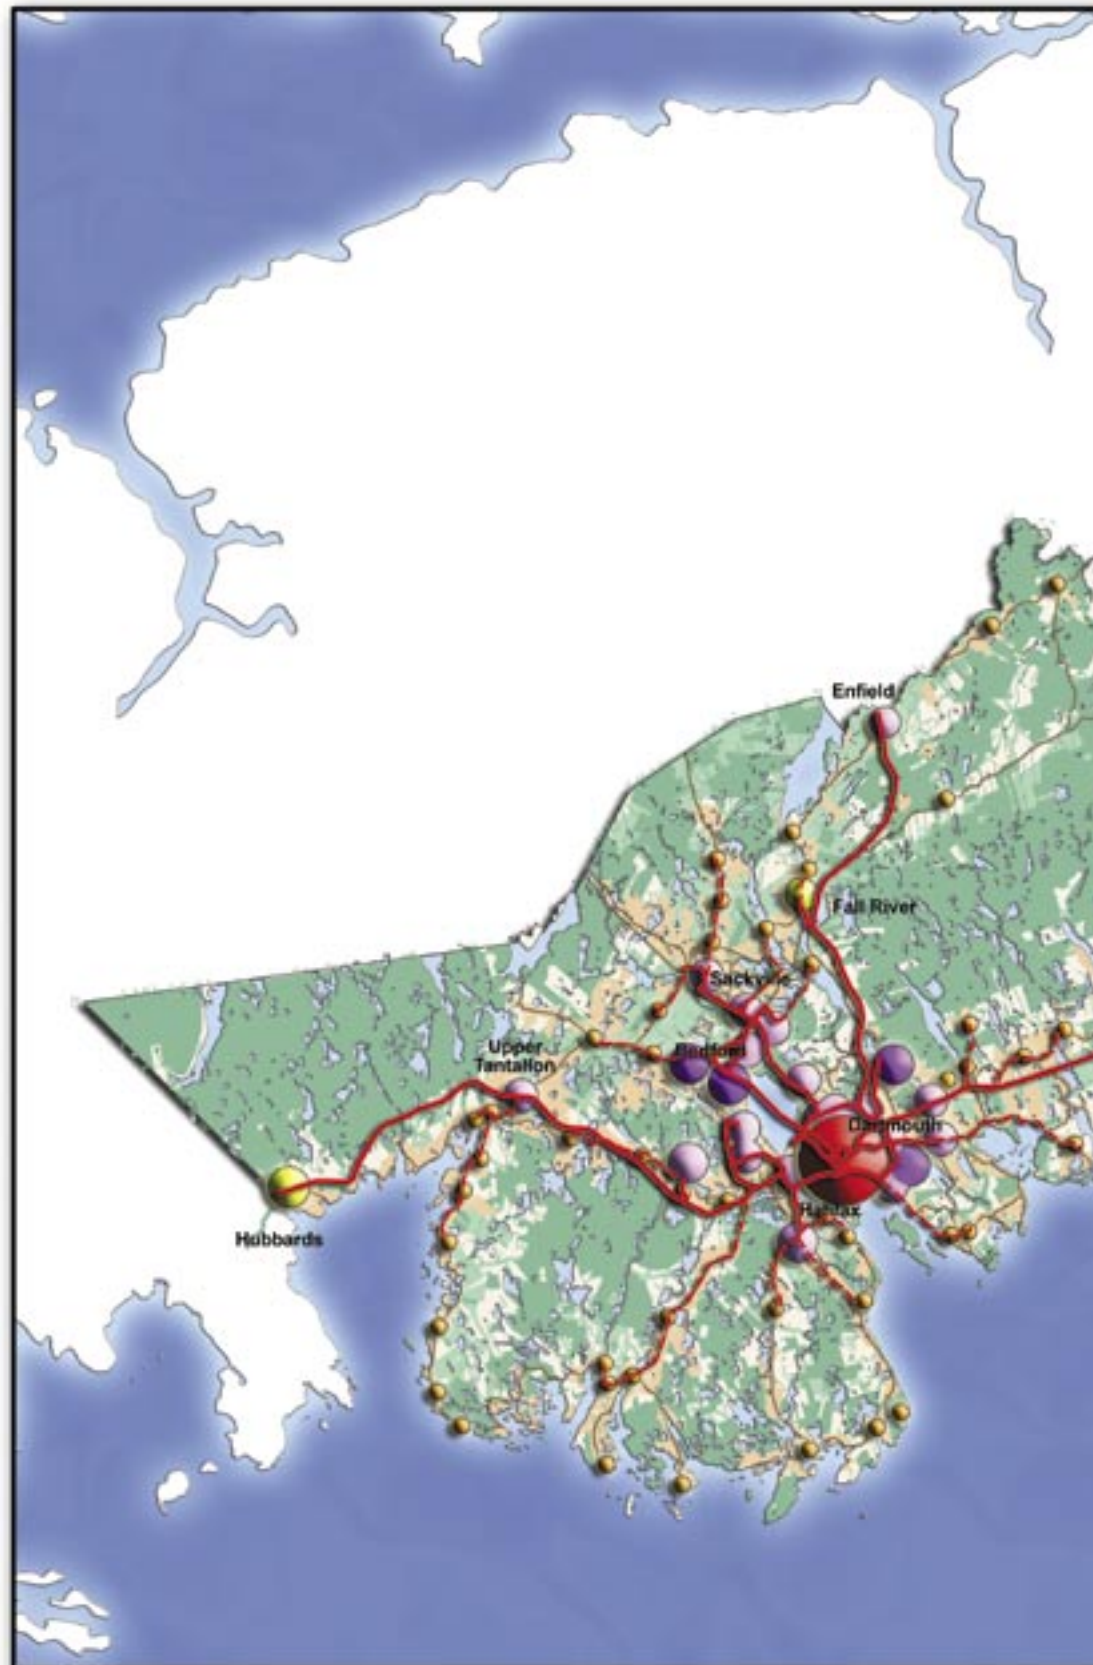 Enfield
Fall River
Sackville
Upper
Tantallon
Bedford
Dartmouth
Halifax
Hubbards